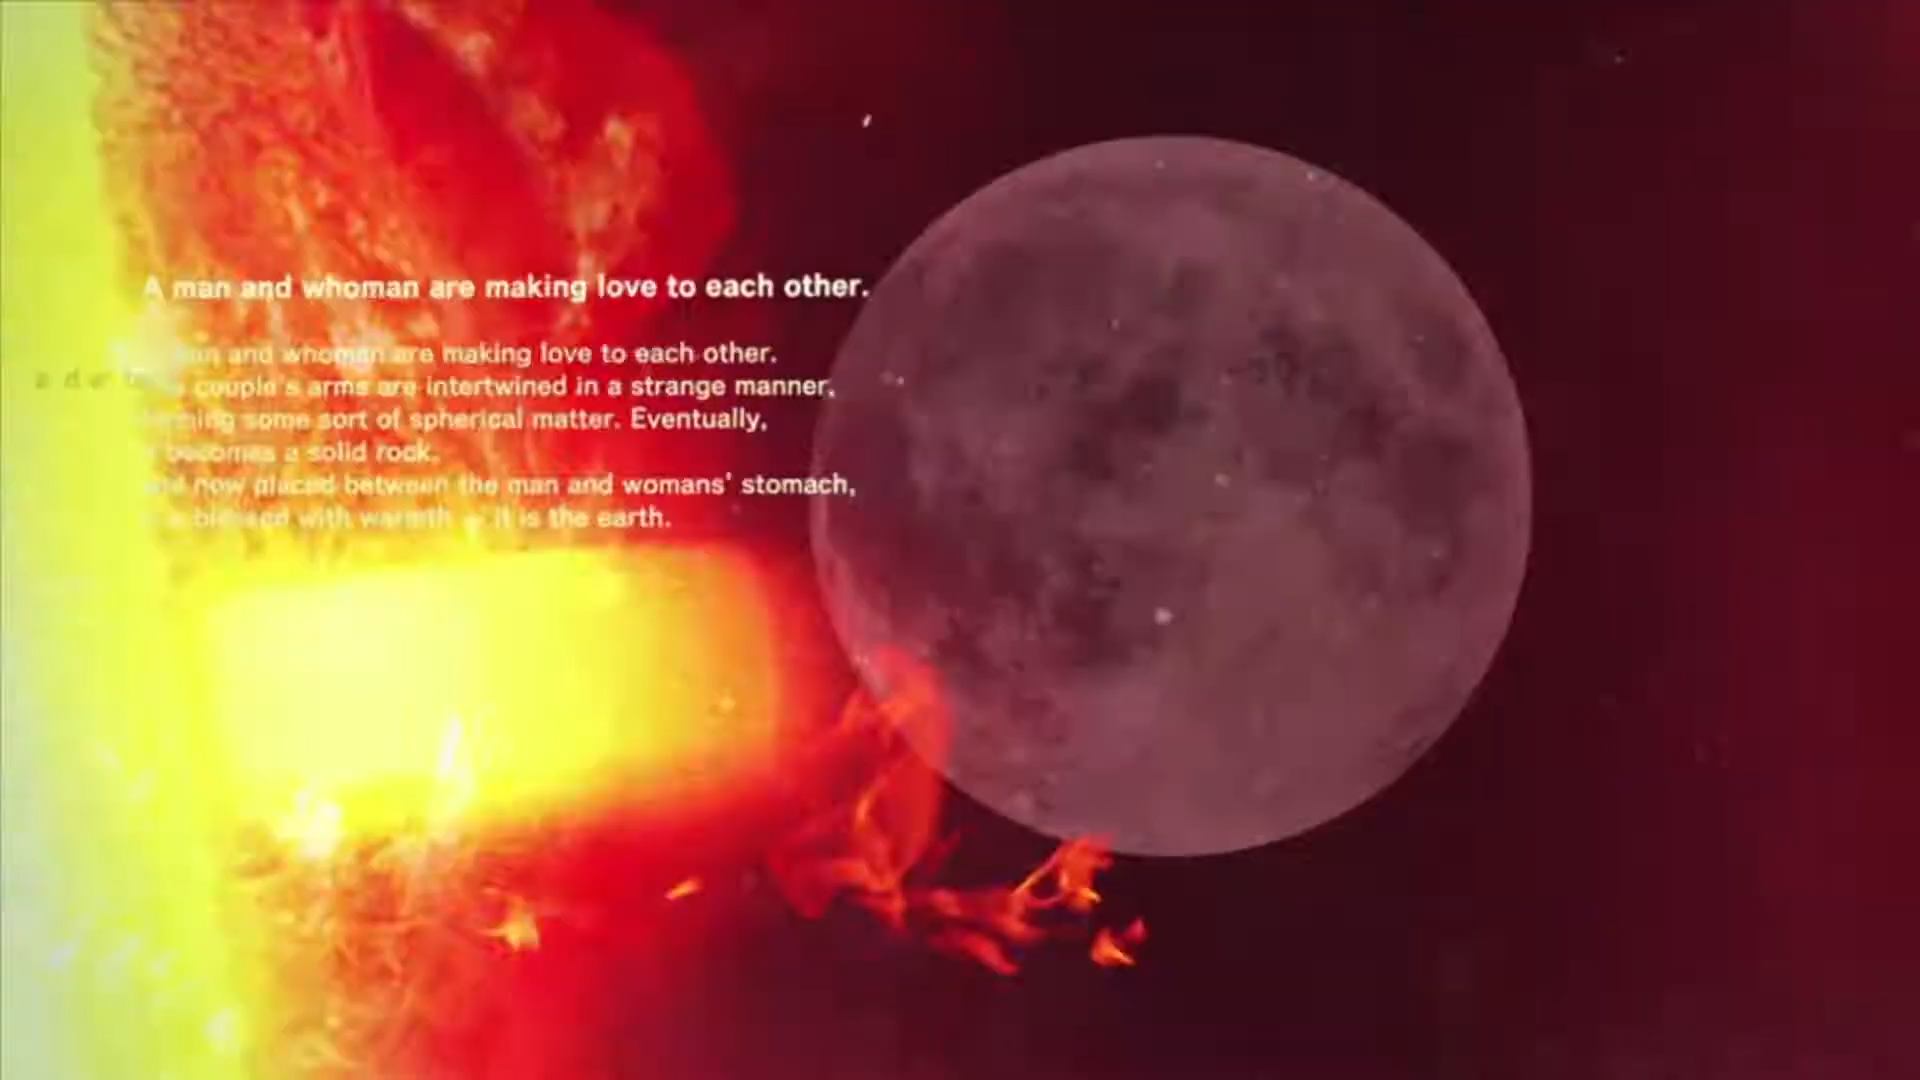 A man and whoman are making love to each other.
man and whoman are making love to each other.
couple's arms are intertwined in a strange manner,
some sort of spherical matter. Eventually,
becomes a solid rock.
now placed between the man and womans' stomach,
with warmth - it is the earth.